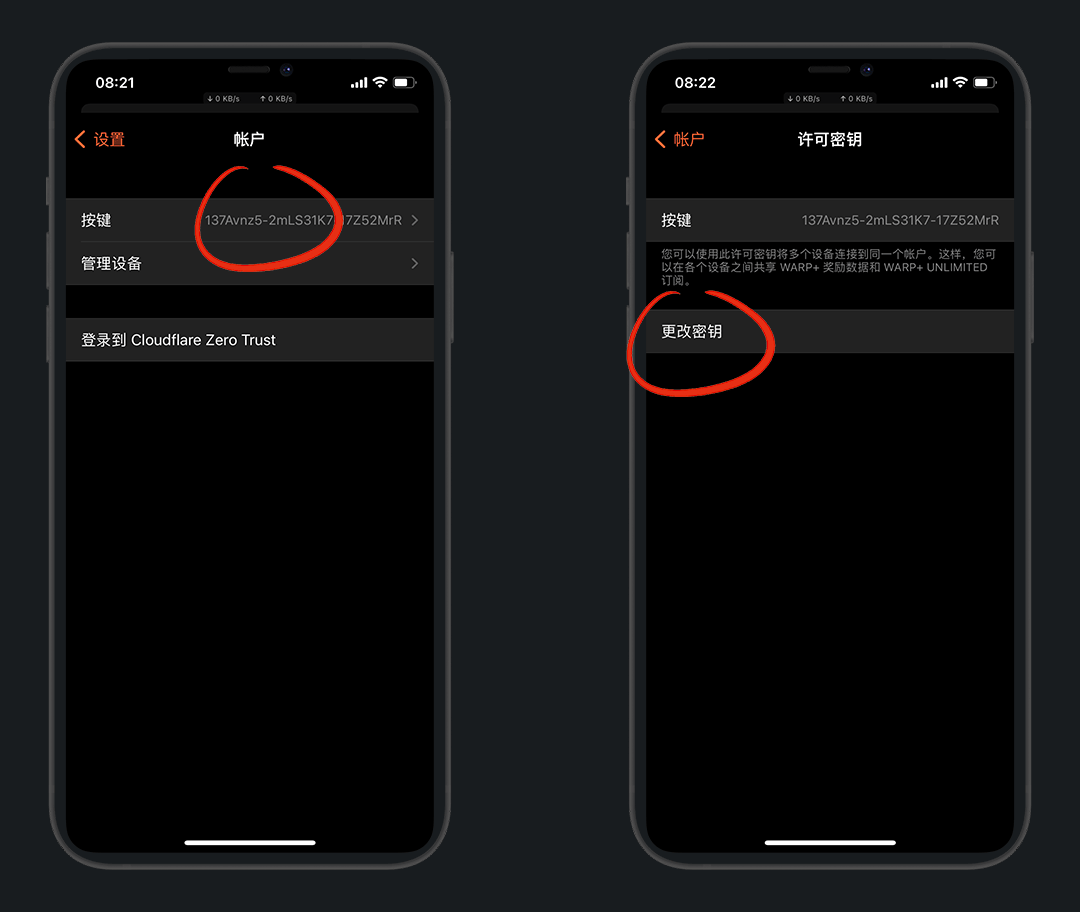 08:21
↓ 0 KB/s ↑ 0 KB/s
设置
帐户
按键
137Avnz5-2mLS31K7-17Z52MrR
管理设备
登录到 Cloudflare Zero Trust
08:22
↓ 0 KB/s ↑ 0 KB/s
帐户
许可密钥
按键
137Avnz5-2mLS31K7-17Z52MrR
您可以使用此许可密钥将多个设备连接到同一个帐户。这样，您可
以在各个设备之间共享 WARP+ 奖励数据和 WARP+ UNLIMITED
订阅。
更改密钥